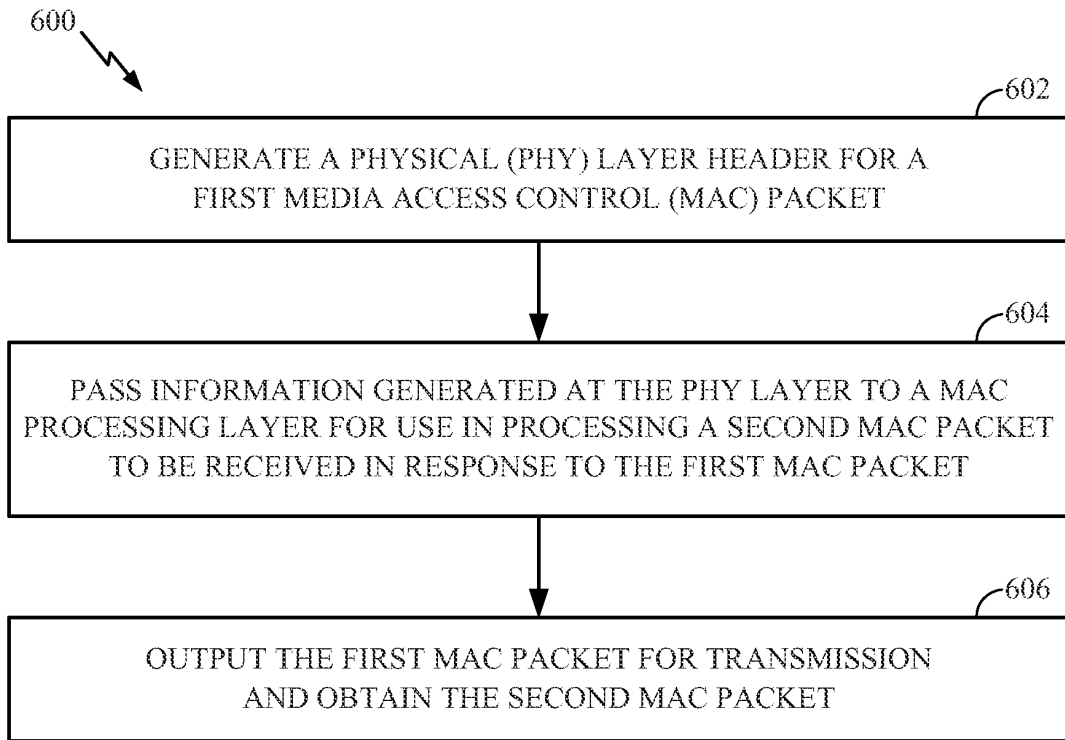 600
602
GENERATE A PHYSICAL (PHY) LAYER HEADER FOR A
FIRST MEDIA ACCESS CONTROL (MAC) PACKET
604
PASS INFORMATION GENERATED AT THE PHY LAYER TO A MAC
PROCESSING LAYER FOR USE IN PROCESSING A SECOND MAC PACKET
TO BE RECEIVED IN RESPONSE TO THE FIRST MAC PACKET
606
OUTPUT THE FIRST MAC PACKET FOR TRANSMISSION
AND OBTAIN THE SECOND MAC PACKET